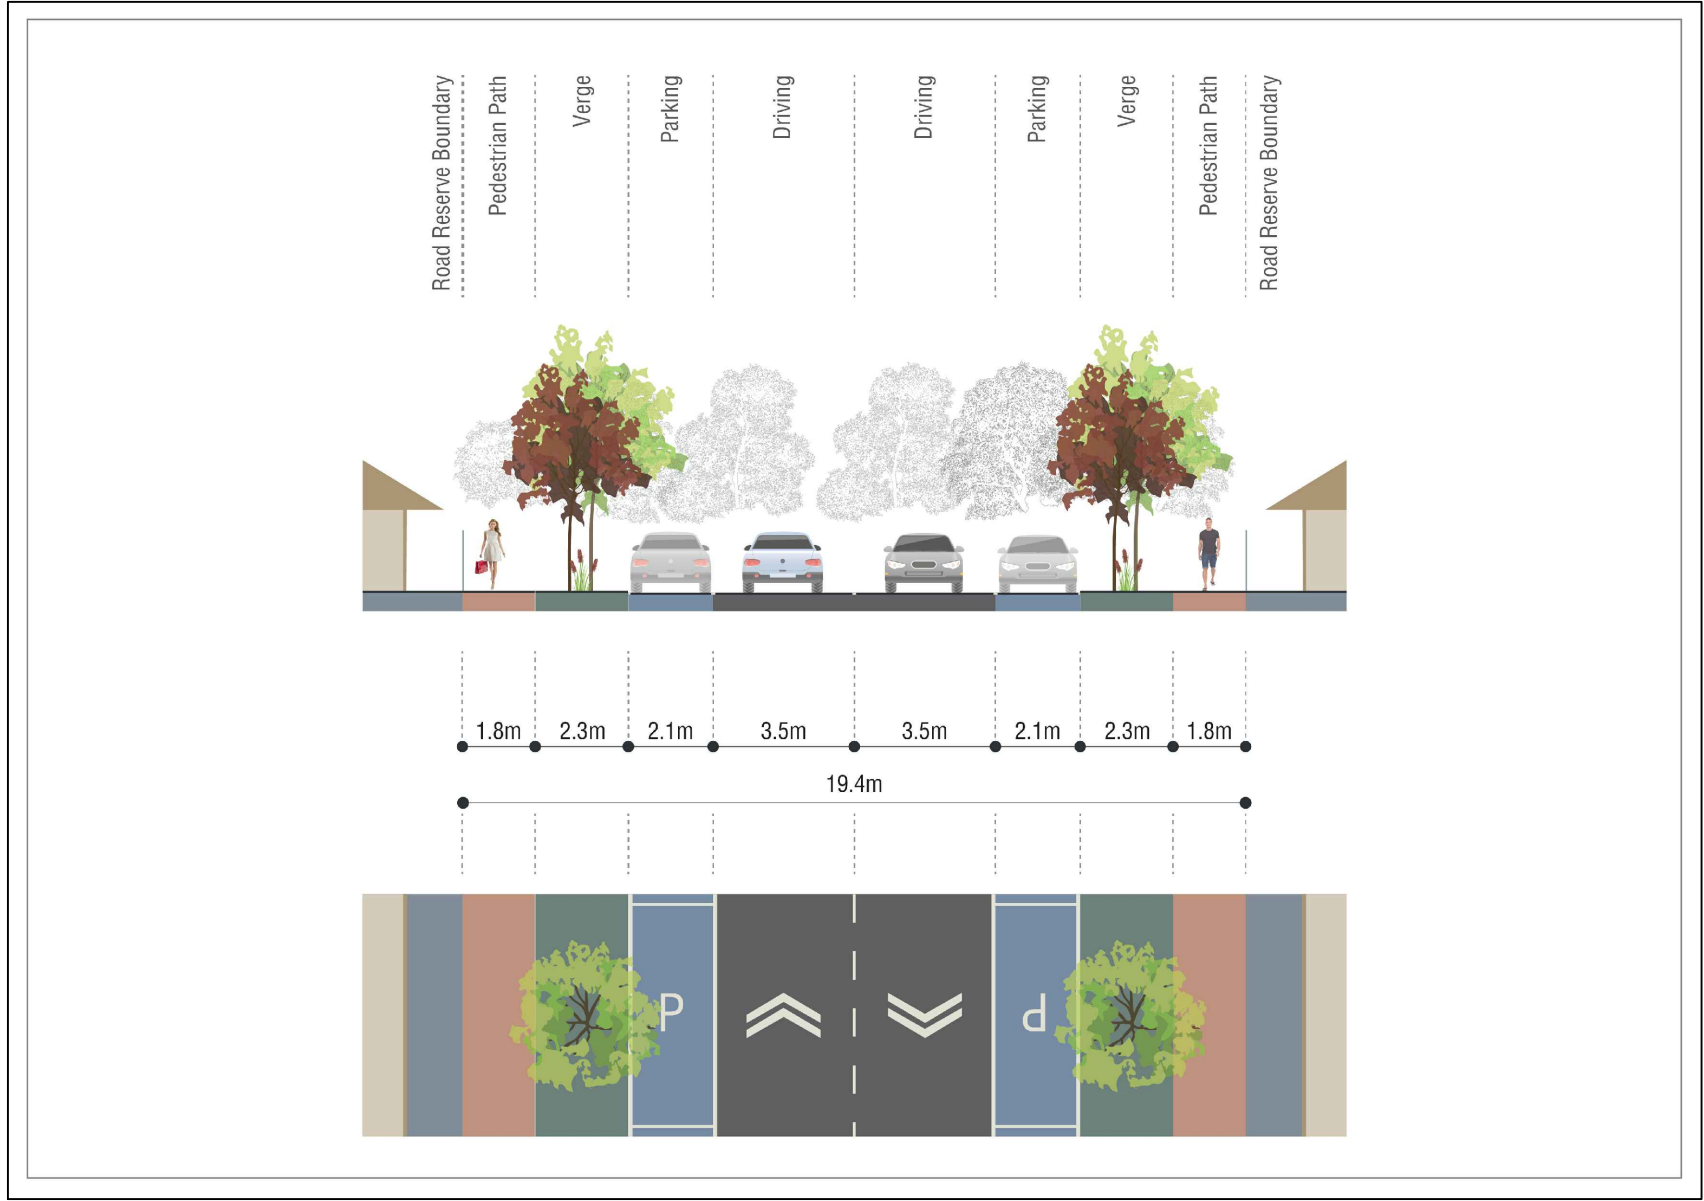 Road Reserve Boundary
Pedestrian Path
Verge
Parking
Driving
Driving
Parking
Verge
Pedestrian Path
Road Reserve Boundary
1.8m
2.3m
2.1m
3.5m
3.5m
2.1m
2.3m
1.8m
19.4m
P
P